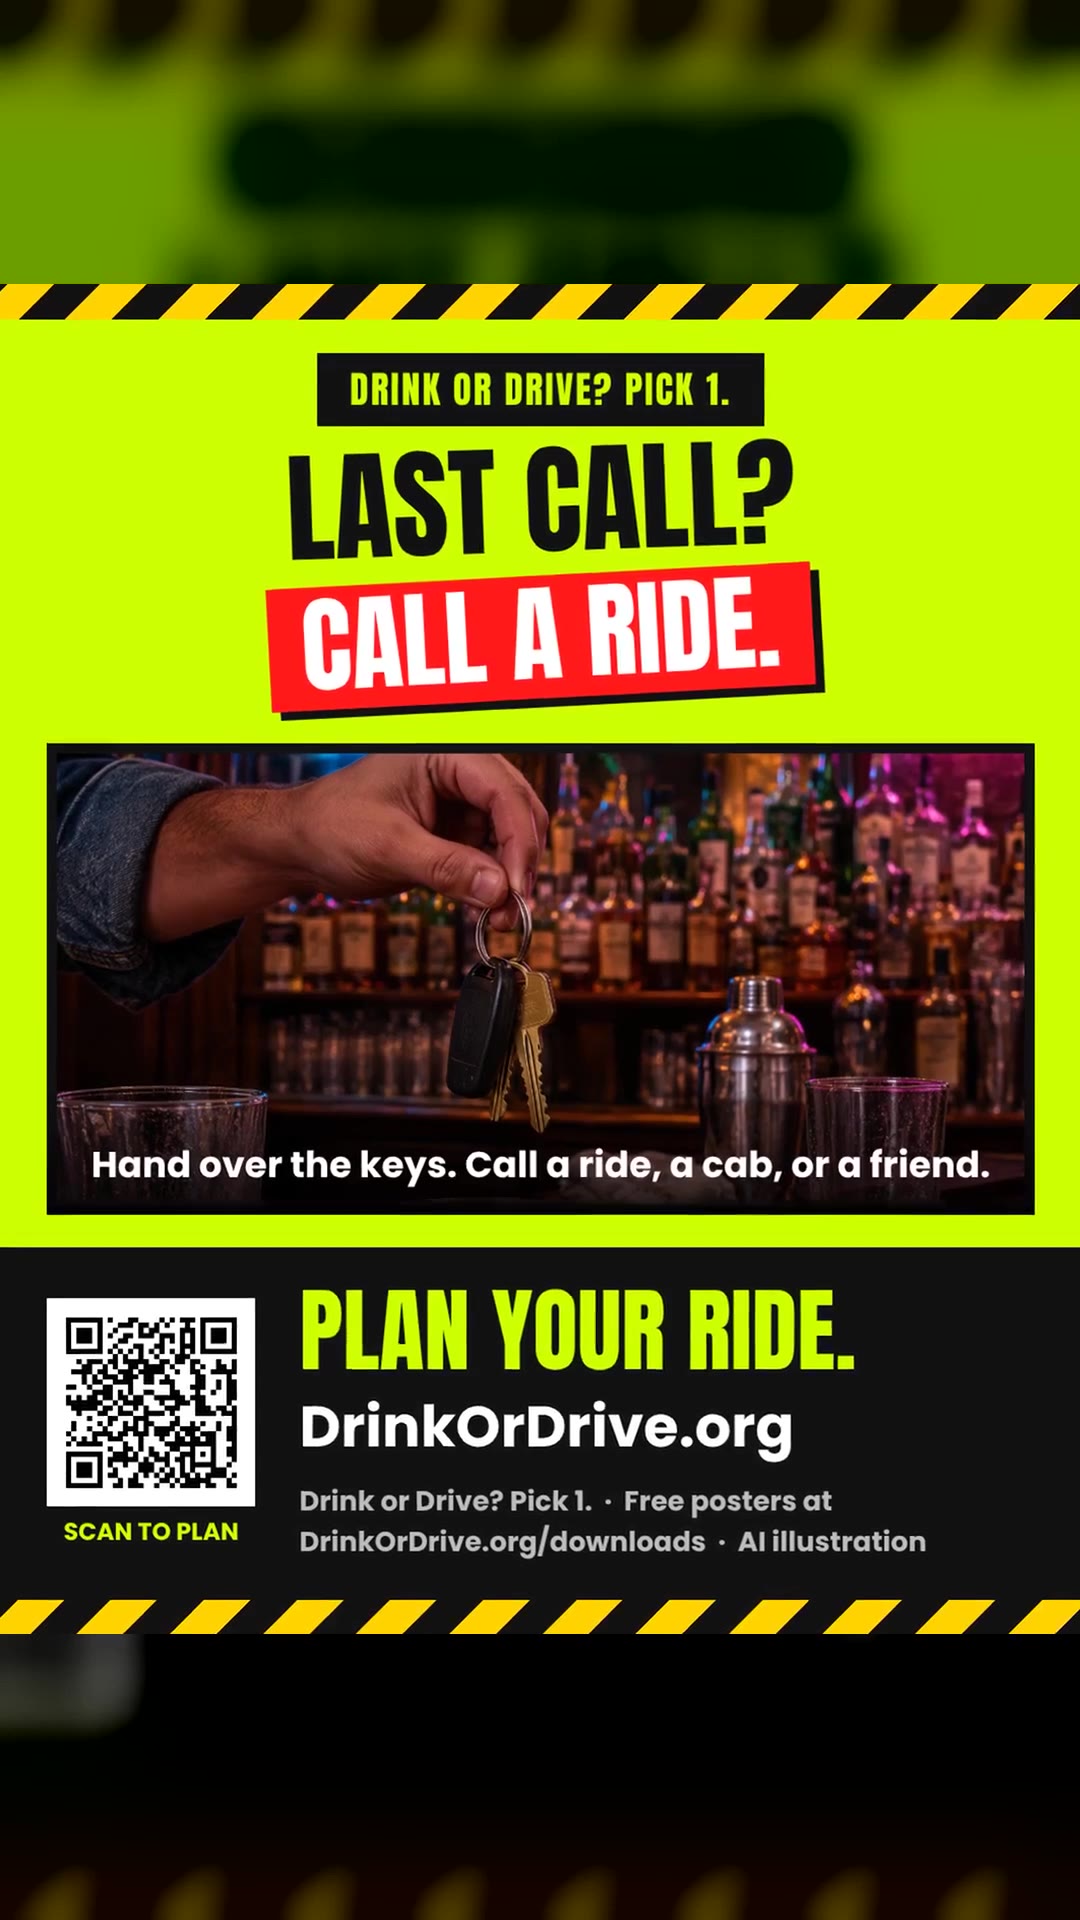 DRINK OR DRIVE? PICK 1.
LAST CALL?
CALL A RIDE.
Hand over the keys. Call a ride, a cab, or a friend.
PLAN YOUR RIDE.
DrinkOrDrive.org
Drink or Drive? Pick 1. · Free posters at
DrinkOrDrive.org/downloads · AI illustration
SCAN TO PLAN